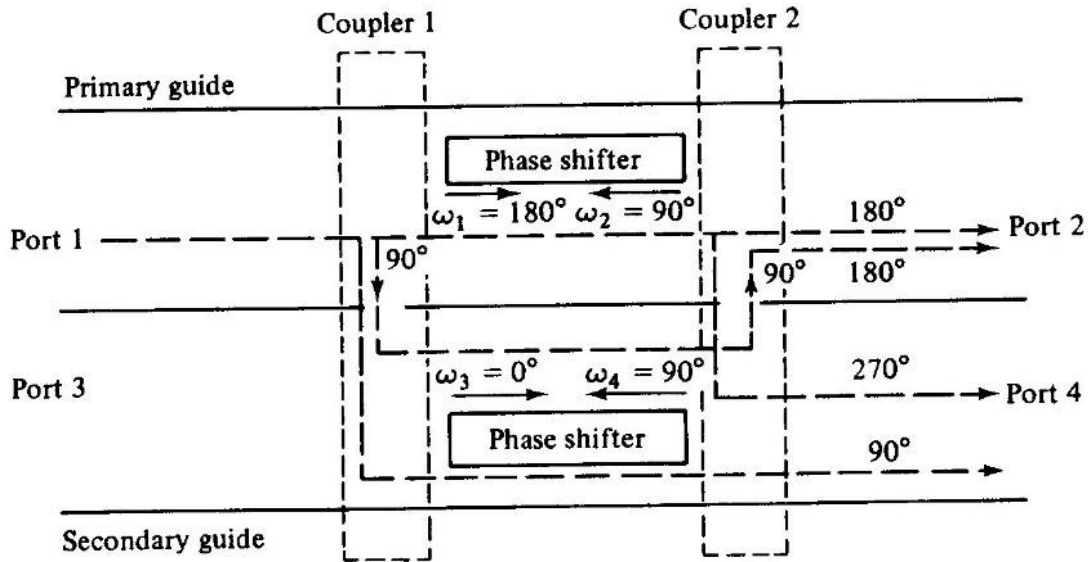 Coupler 1
Coupler 2
Primary guide
Phase shifter
ω₁ = 180° ω₂ = 90°
180°
Port 1
Port 2
90°
90°
180°
ω₃ = 0°
ω₄ = 90°
270°
Port 3
Port 4
Phase shifter
90°
Secondary guide